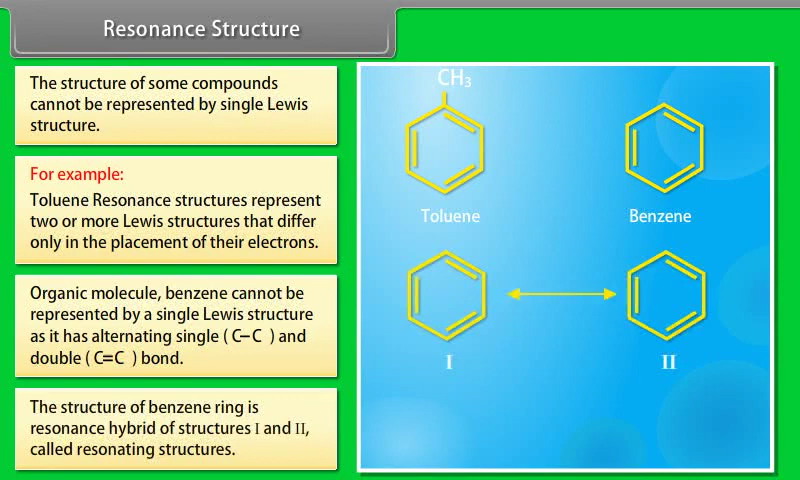 Resonance Structure
The structure of some compounds
cannot be represented by single Lewis
structure.
For example:
Toluene Resonance structures represent
two or more Lewis structures that differ
only in the placement of their electrons.
Organic molecule, benzene cannot be
represented by a single Lewis structure
as it has alternating single ( C−C ) and
double ( C=C ) bond.
The structure of benzene ring is
resonance hybrid of structures I and II,
called resonating structures.
CH₃
Toluene
Benzene
I
II